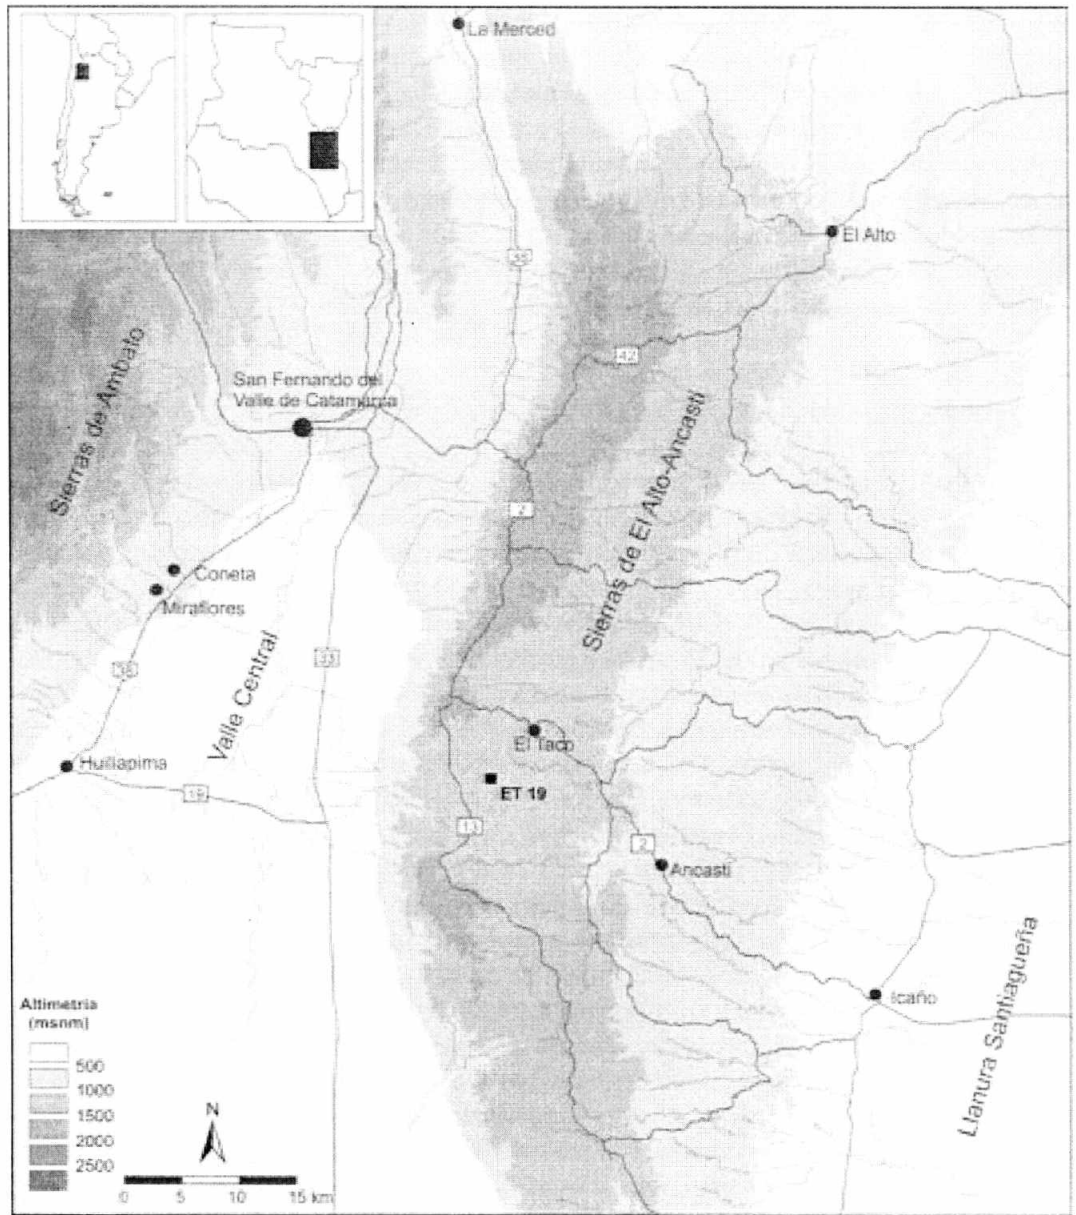 La Merced
El Alto
38
42
Sierras de Ambato
San Fernando del
Valle de Catamarca
Sierras de El Alto-Ancasti
2
Coneta
Miraflores
Valle Central
33
38
El Taco
Huillapima
ET 19
19
13
2
Ancasti
Llanura Santiagueña
Icaño
Altimetría
(msnm)
500
1000
1500
2000
2500
N
0 5 10 15 km